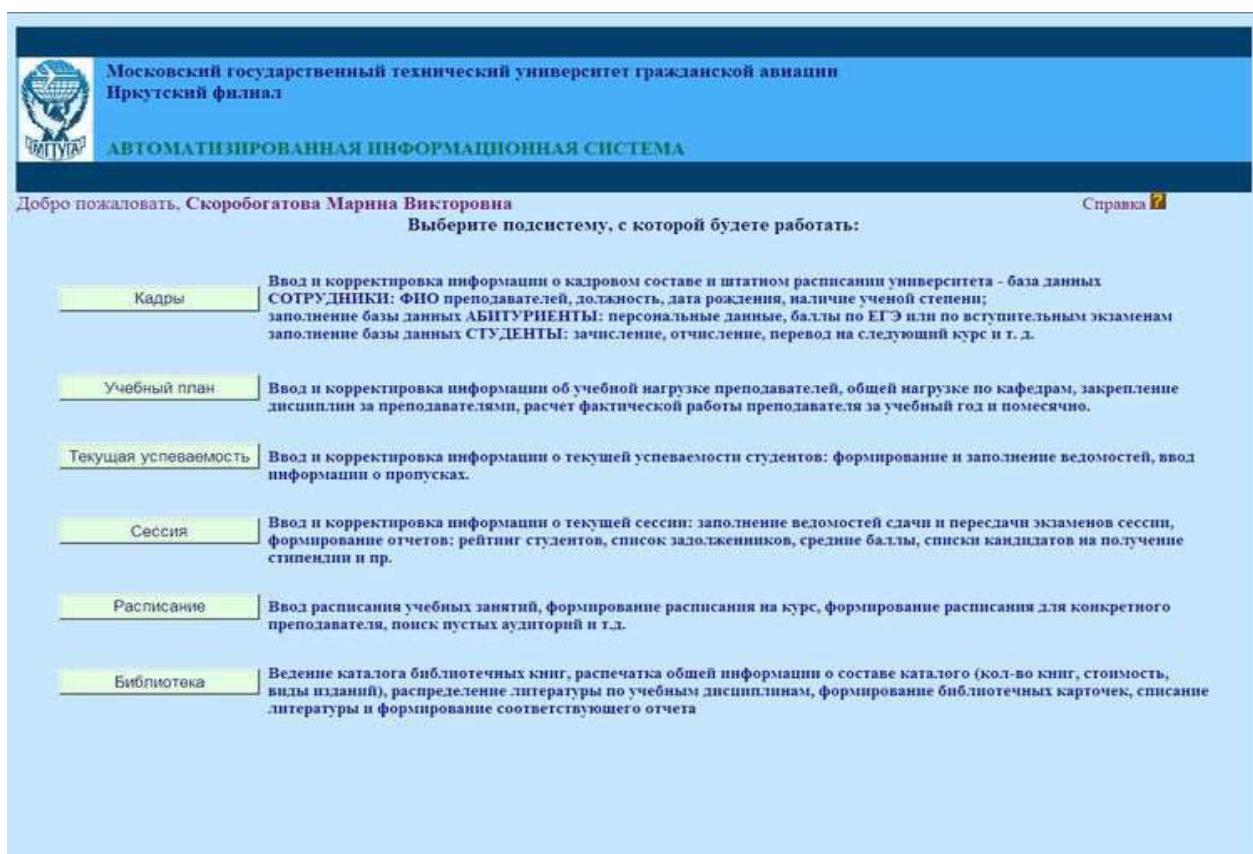 Московский государственный технический университет гражданской авиации
Иркутский филиал
МГТУГА
АВТОМАТИЗИРОВАННАЯ ИНФОРМАЦИОННАЯ СИСТЕМА
Добро пожаловать, Скоробогатова Марина Викторовна
Справка ?
Выберите подсистему, с которой будете работать:
Кадры
Ввод и корректировка информации о кадровом составе и штатном расписании университета - база данных
СОТРУДНИКИ: ФИО преподавателей, должность, дата рождения, наличие ученой степени;
заполнение базы данных АБИТУРИЕНТЫ: персональные данные, баллы по ЕГЭ или по вступительным экзаменам
заполнение базы данных СТУДЕНТЫ: зачисление, отчисление, перевод на следующий курс и т. д.
Учебный план
Ввод и корректировка информации об учебной нагрузке преподавателей, общей нагрузке по кафедрам, закрепление
дисциплин за преподавателями, расчет фактической работы преподавателя за учебный год и помесячно.
Текущая успеваемость
Ввод и корректировка информации о текущей успеваемости студентов: формирование и заполнение ведомостей, ввод
информации о пропусках.
Сессия
Ввод и корректировка информации о текущей сессии: заполнение ведомостей сдачи и пересдачи экзаменов сессии,
формирование отчетов: рейтинг студентов, список задолженников, средние баллы, списки кандидатов на получение
стипендии и пр.
Расписание
Ввод расписания учебных занятий, формирование расписания на курс, формирование расписания для конкретного
преподавателя, поиск пустых аудиторий и т.д.
Библиотека
Ведение каталога библиотечных книг, распечатка общей информации о составе каталого (кол-во книг, стоимость,
виды изданий), распределение литературы по учебным дисциплинам, формирование библиотечных карточек, списание
литературы и формирование соответствующего отчета